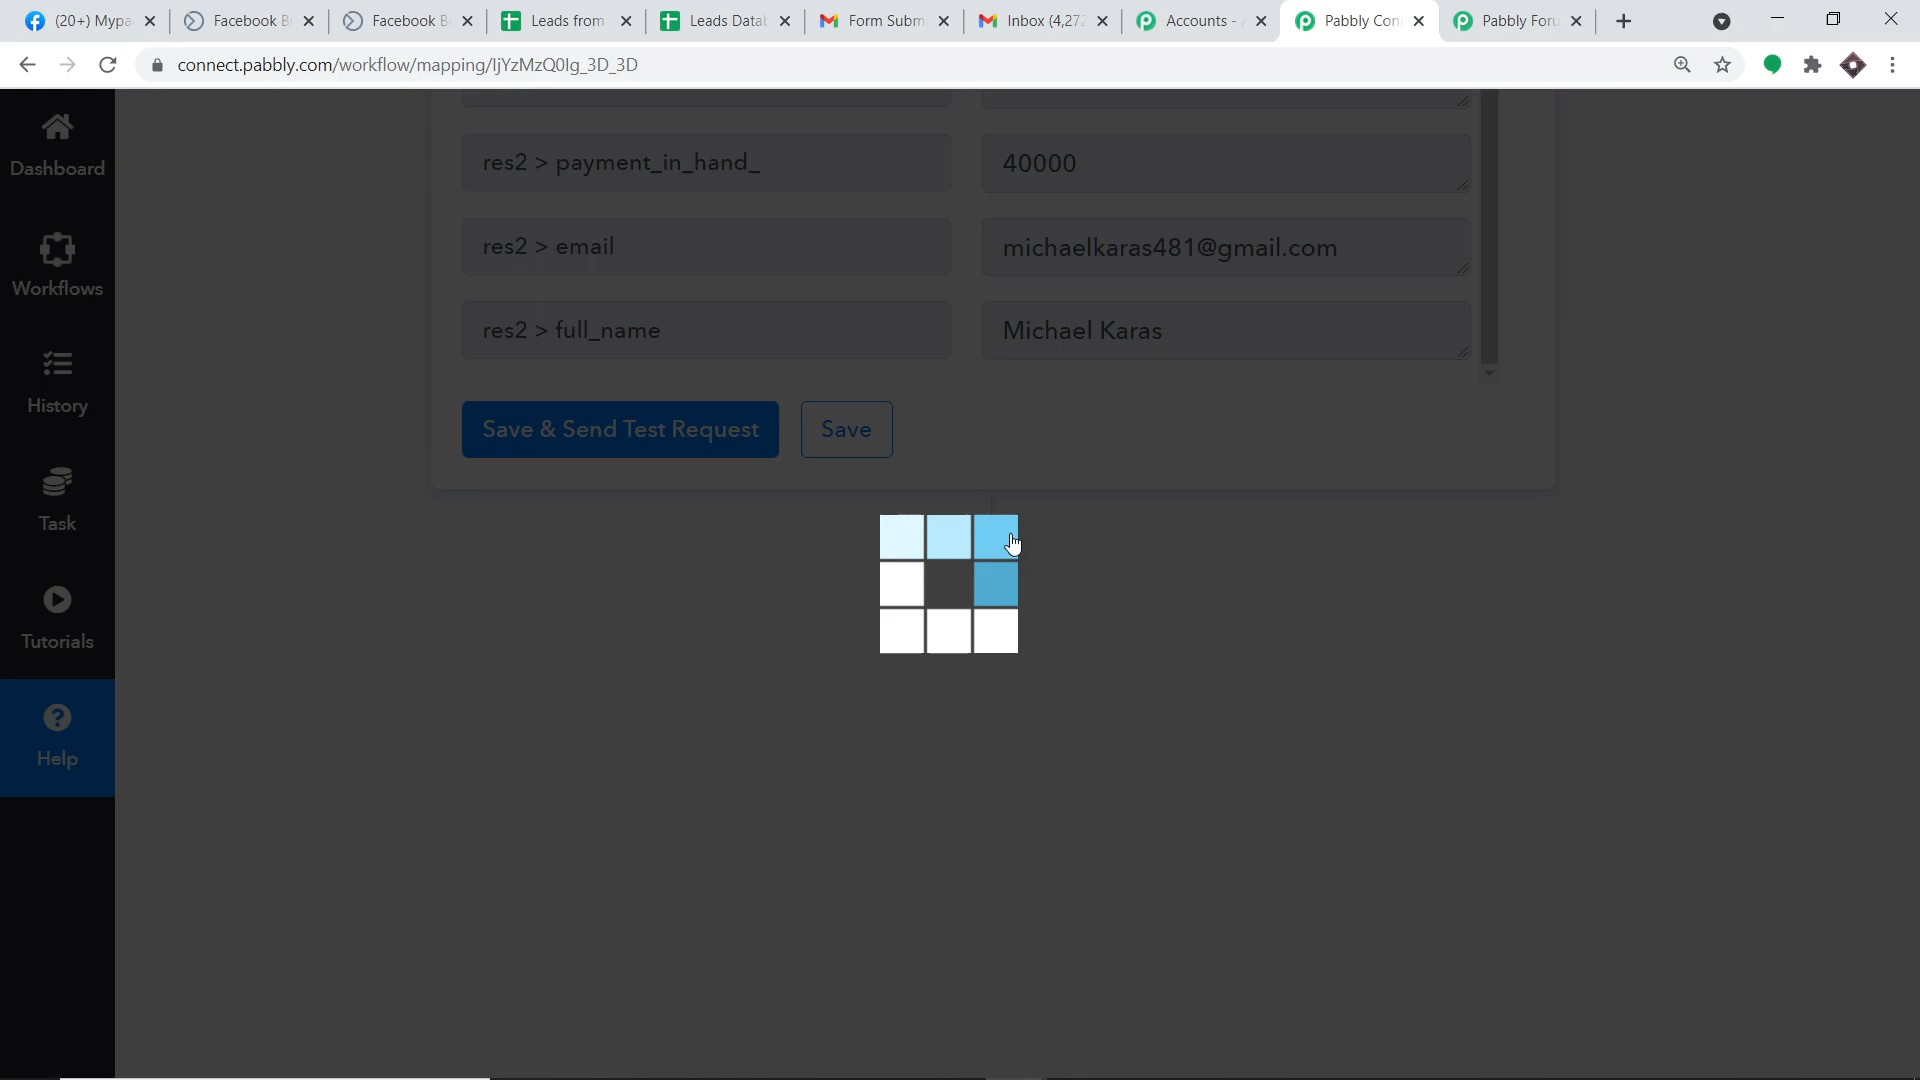 (20+) Mypa
Facebook B
Facebook B
Leads from
Leads Datab
Form Subm
Inbox (4,272
Accounts -
Pabbly Con
Pabbly Foru
connect.pabbly.com/workflow/mapping/IjYzMzQ0Ig_3D_3D
Dashboard
Workflows
History
Task
Tutorials
Help
res2 > payment_in_hand_
40000
res2 > email
michaelkaras481@gmail.com
res2 > full_name
Michael Karas
Save & Send Test Request
Save